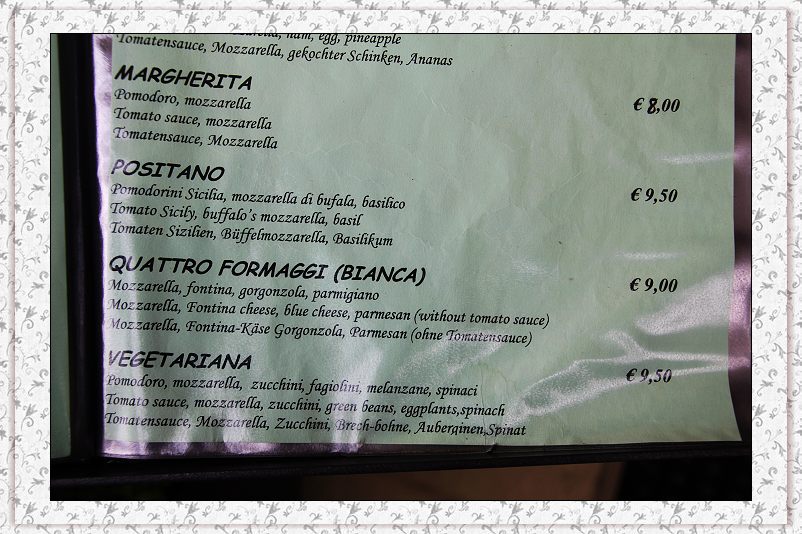 ham, egg, pineapple
Tomatensauce, Mozzarella, gekochter Schinken, Ananas
MARGHERITA
Pomodoro, mozzarella
€ 8,00
Tomato sauce, mozzarella
Tomatensauce, Mozzarella
POSITANO
Pomodorini Sicilia, mozzarella di bufala, basilico
€ 9,50
Tomato Sicily, buffalo's mozzarella, basil
Tomaten Sizilien, Büffelmozzarella, Basilikum
QUATTRO FORMAGGI (BIANCA)
Mozzarella, fontina, gorgonzola, parmigiano
€ 9,00
Mozzarella, Fontina cheese, blue cheese, parmesan (without tomato sauce)
Mozzarella, Fontina-Käse Gorgonzola, Parmesan (ohne Tomatensauce)
VEGETARIANA
Pomodoro, mozzarella, zucchini, fagiolini, melanzane, spinaci
€ 9,50
Tomato sauce, mozzarella, zucchini, green beans, eggplants,spinach
Tomatensauce, Mozzarella, Zucchini, Brech-bohne, Auberginen,Spinat